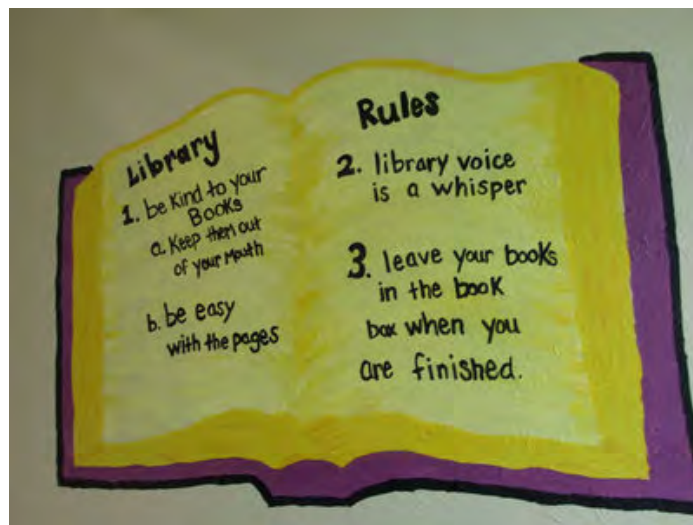 Library
1. be Kind to your
Books
a. Keep them out
of your Mouth
b. be easy
with the pages
Rules
2. library voice
is a whisper
3. leave your books
in the book
box when you
are finished.